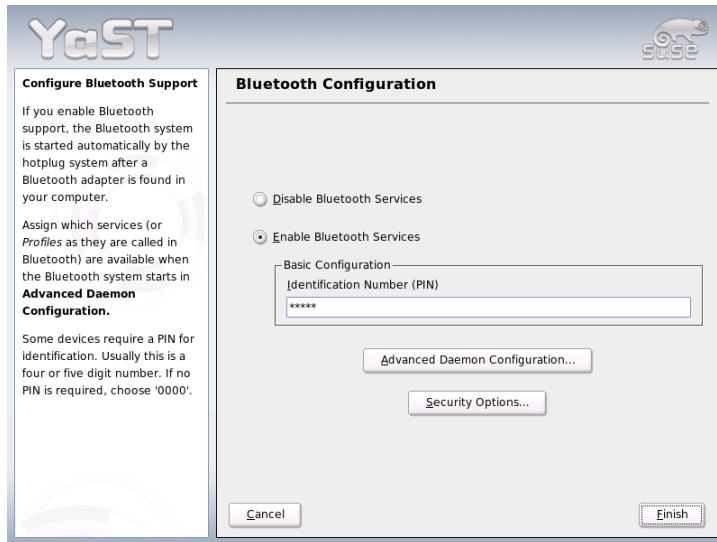 YaST
SUSE
Configure Bluetooth Support
If you enable Bluetooth
support, the Bluetooth system
is started automatically by the
hotplug system after a
Bluetooth adapter is found in
your computer.
Assign which services (or
Profiles as they are called in
Bluetooth) are available when
the Bluetooth system starts in
Advanced Daemon
Configuration.
Some devices require a PIN for
identification. Usually this is a
four or five digit number. If no
PIN is required, choose '0000'.
Bluetooth Configuration
Disable Bluetooth Services
Enable Bluetooth Services
Basic Configuration
Identification Number (PIN)
*****
Advanced Daemon Configuration...
Security Options...
Cancel
Finish